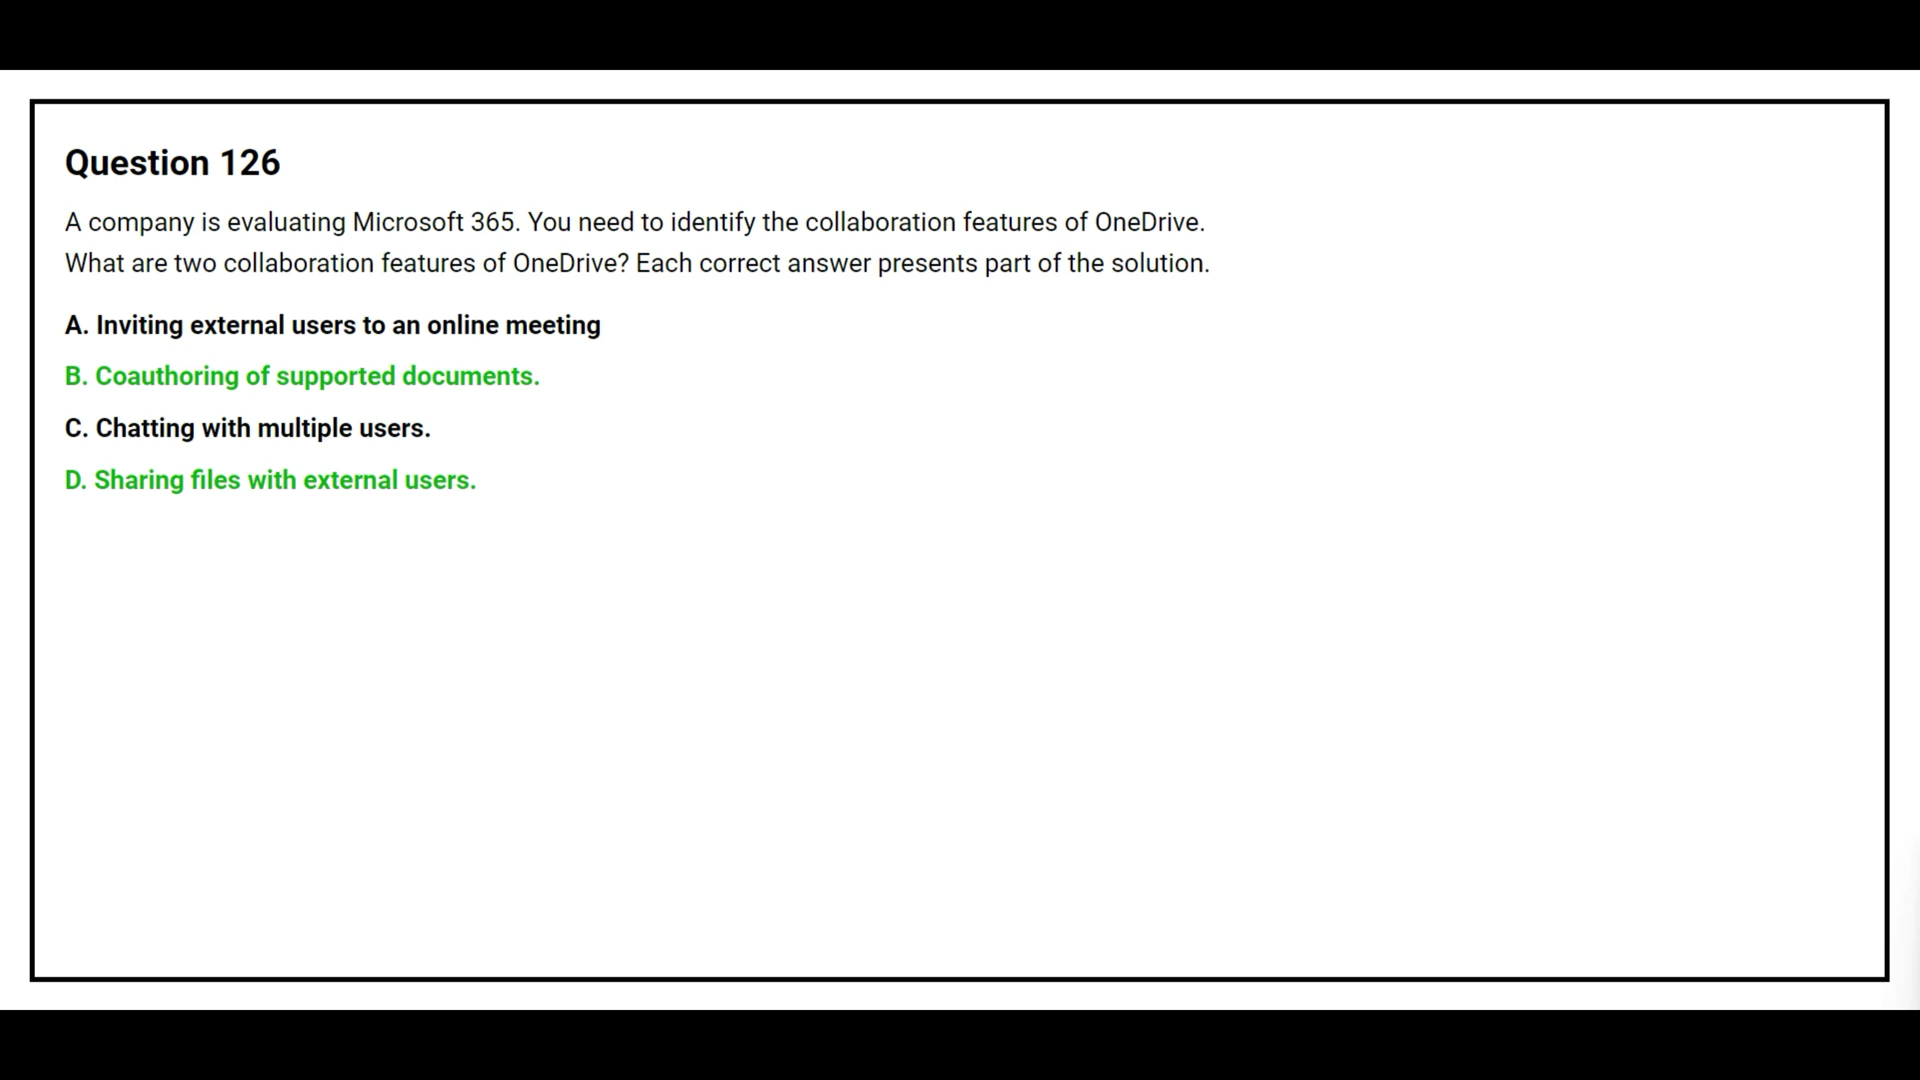 Question 126
A company is evaluating Microsoft 365. You need to identify the collaboration features of OneDrive.
What are two collaboration features of OneDrive? Each correct answer presents part of the solution.
A. Inviting external users to an online meeting
B. Coauthoring of supported documents.
C. Chatting with multiple users.
D. Sharing files with external users.